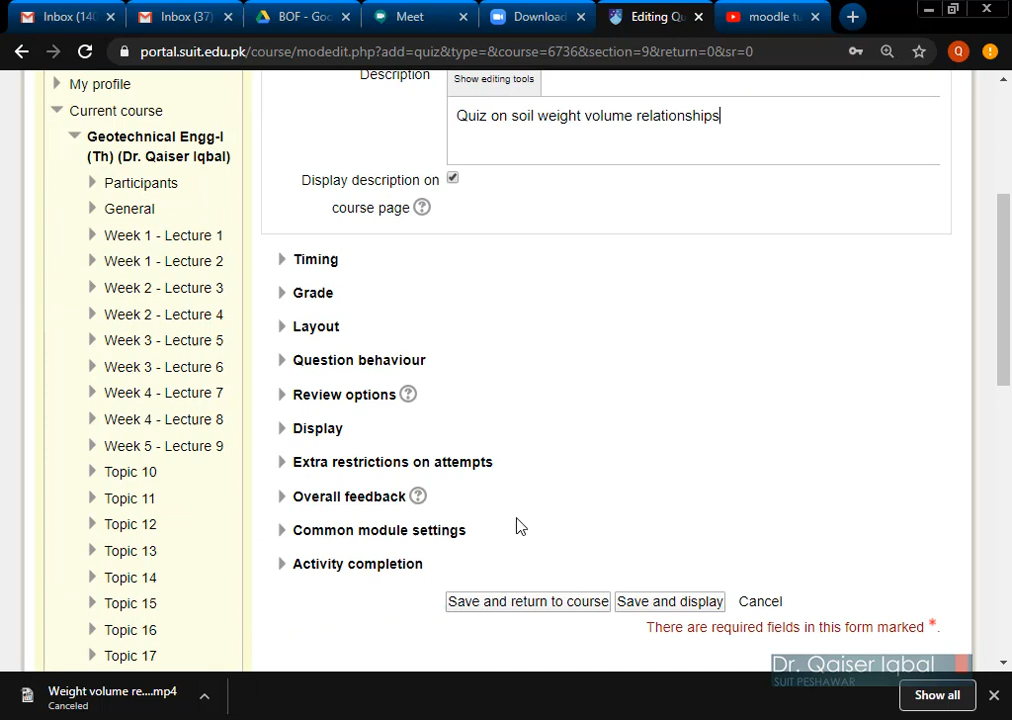 Inbox (140
Inbox (37)
BOF - Goo
Meet
Download
Editing Qu
moodle tu
portal.suit.edu.pk/course/modedit.php?add=quiz&type=&course=6736&section=9&return=0&sr=0
Q
My profile
Current course
Geotechnical Engg-I
(Th) (Dr. Qaiser Iqbal)
Participants
General
Week 1 - Lecture 1
Week 1 - Lecture 2
Week 2 - Lecture 3
Week 2 - Lecture 4
Week 3 - Lecture 5
Week 3 - Lecture 6
Week 4 - Lecture 7
Week 4 - Lecture 8
Week 5 - Lecture 9
Topic 10
Topic 11
Topic 12
Topic 13
Topic 14
Topic 15
Topic 16
Topic 17
Description
Show editing tools
Quiz on soil weight volume relationships
Display description on
course page
Timing
Grade
Layout
Question behaviour
Review options
Display
Extra restrictions on attempts
Overall feedback
Common module settings
Activity completion
Save and return to course
Save and display
Cancel
There are required fields in this form marked *.
Dr. Qaiser Iqbal
SUIT PESHAWAR
Weight volume re....mp4
Canceled
Show all